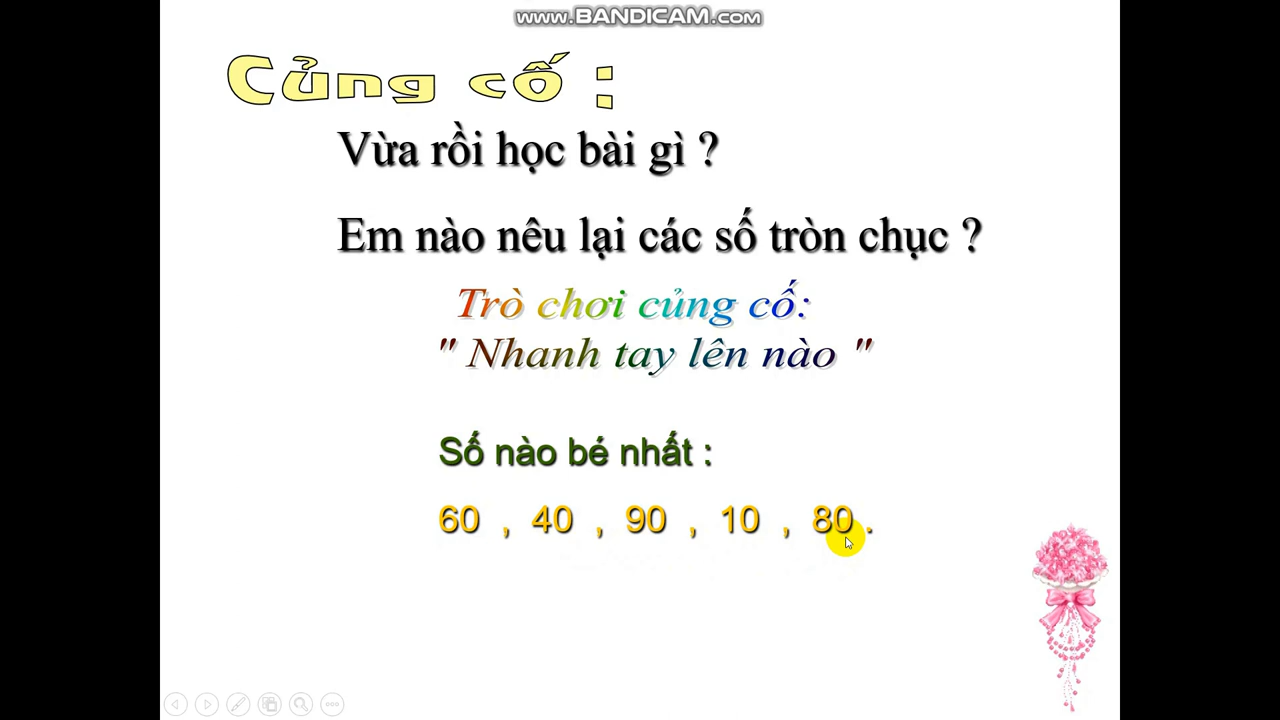 www.BANDICAM.com
Củng cố :
Vừa rồi học bài gì ?
Em nào nêu lại các số tròn chục ?
Trò chơi củng cố:
" Nhanh tay lên nào "
Số nào bé nhất :
60 , 40 , 90 , 10 , 80 .